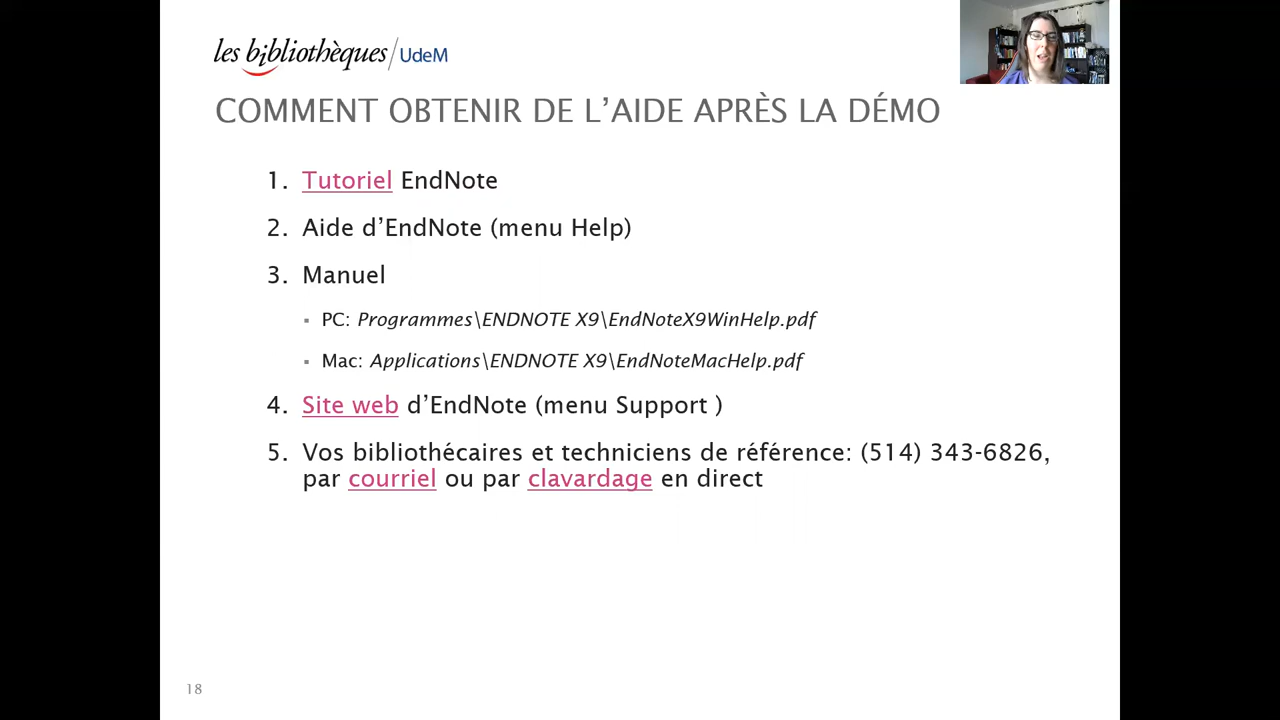 les bibliothèques/UdeM
COMMENT OBTENIR DE L’AIDE APRÈS LA DÉMO
1. Tutoriel EndNote
2. Aide d’EndNote (menu Help)
3. Manuel
▪ PC: Programmes\ENDNOTE X9\EndNoteX9WinHelp.pdf
▪ Mac: Applications\ENDNOTE X9\EndNoteMacHelp.pdf
4. Site web d’EndNote (menu Support )
5. Vos bibliothécaires et techniciens de référence: (514) 343-6826,
par courriel ou par clavardage en direct
18